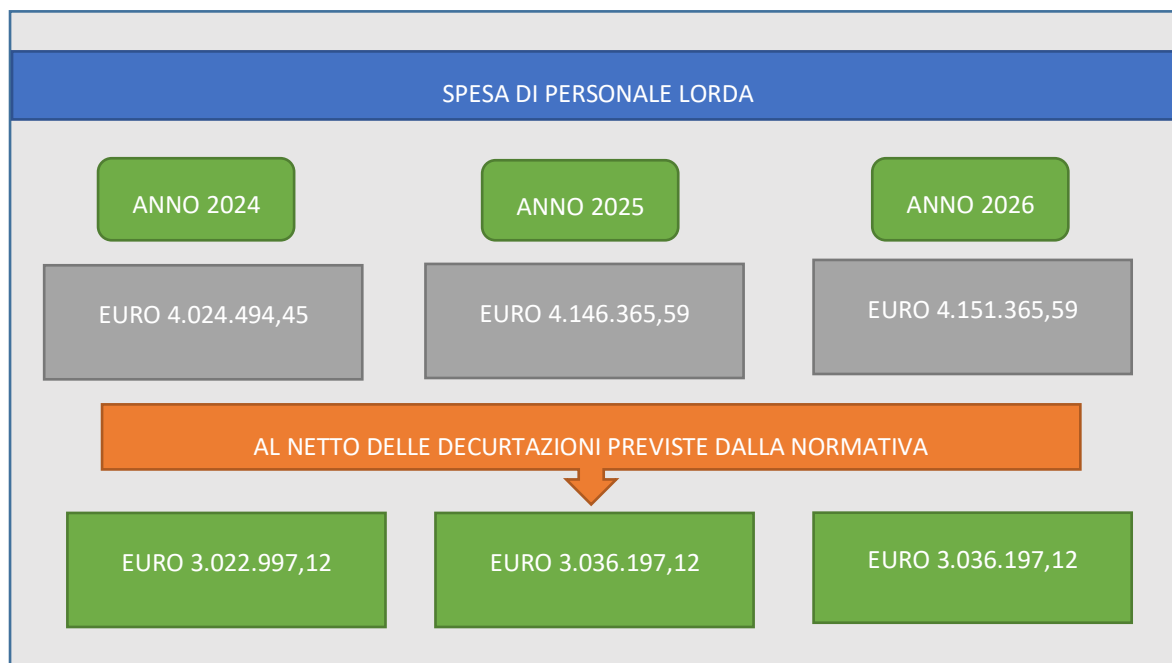 SPESA DI PERSONALE LORDA
ANNO 2024
ANNO 2025
ANNO 2026
EURO 4.024.494,45
EURO 4.146.365,59
EURO 4.151.365,59
AL NETTO DELLE DECURTAZIONI PREVISTE DALLA NORMATIVA
EURO 3.022.997,12
EURO 3.036.197,12
EURO 3.036.197,12